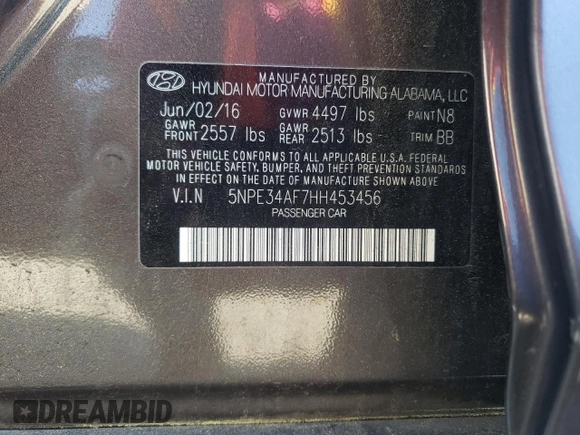 MANUFACTURED BY
HYUNDAI MOTOR MANUFACTURING ALABAMA, LLC
Jun/02/16 GVWR 4497 lbs PAINT N8
GAWR FRONT 2557 lbs GAWR REAR 2513 lbs TRIM BB
THIS VEHICLE CONFORMS TO ALL APPLICABLE U.S.A. FEDERAL
MOTOR VEHICLE SAFETY, BUMPER, AND THEFT PREVENTION STANDARDS
IN EFFECT ON THE DATE OF MANUFACTURE SHOWN ABOVE.
V.I.N 5NPE34AF7HH453456
PASSENGER CAR
DREAMBID